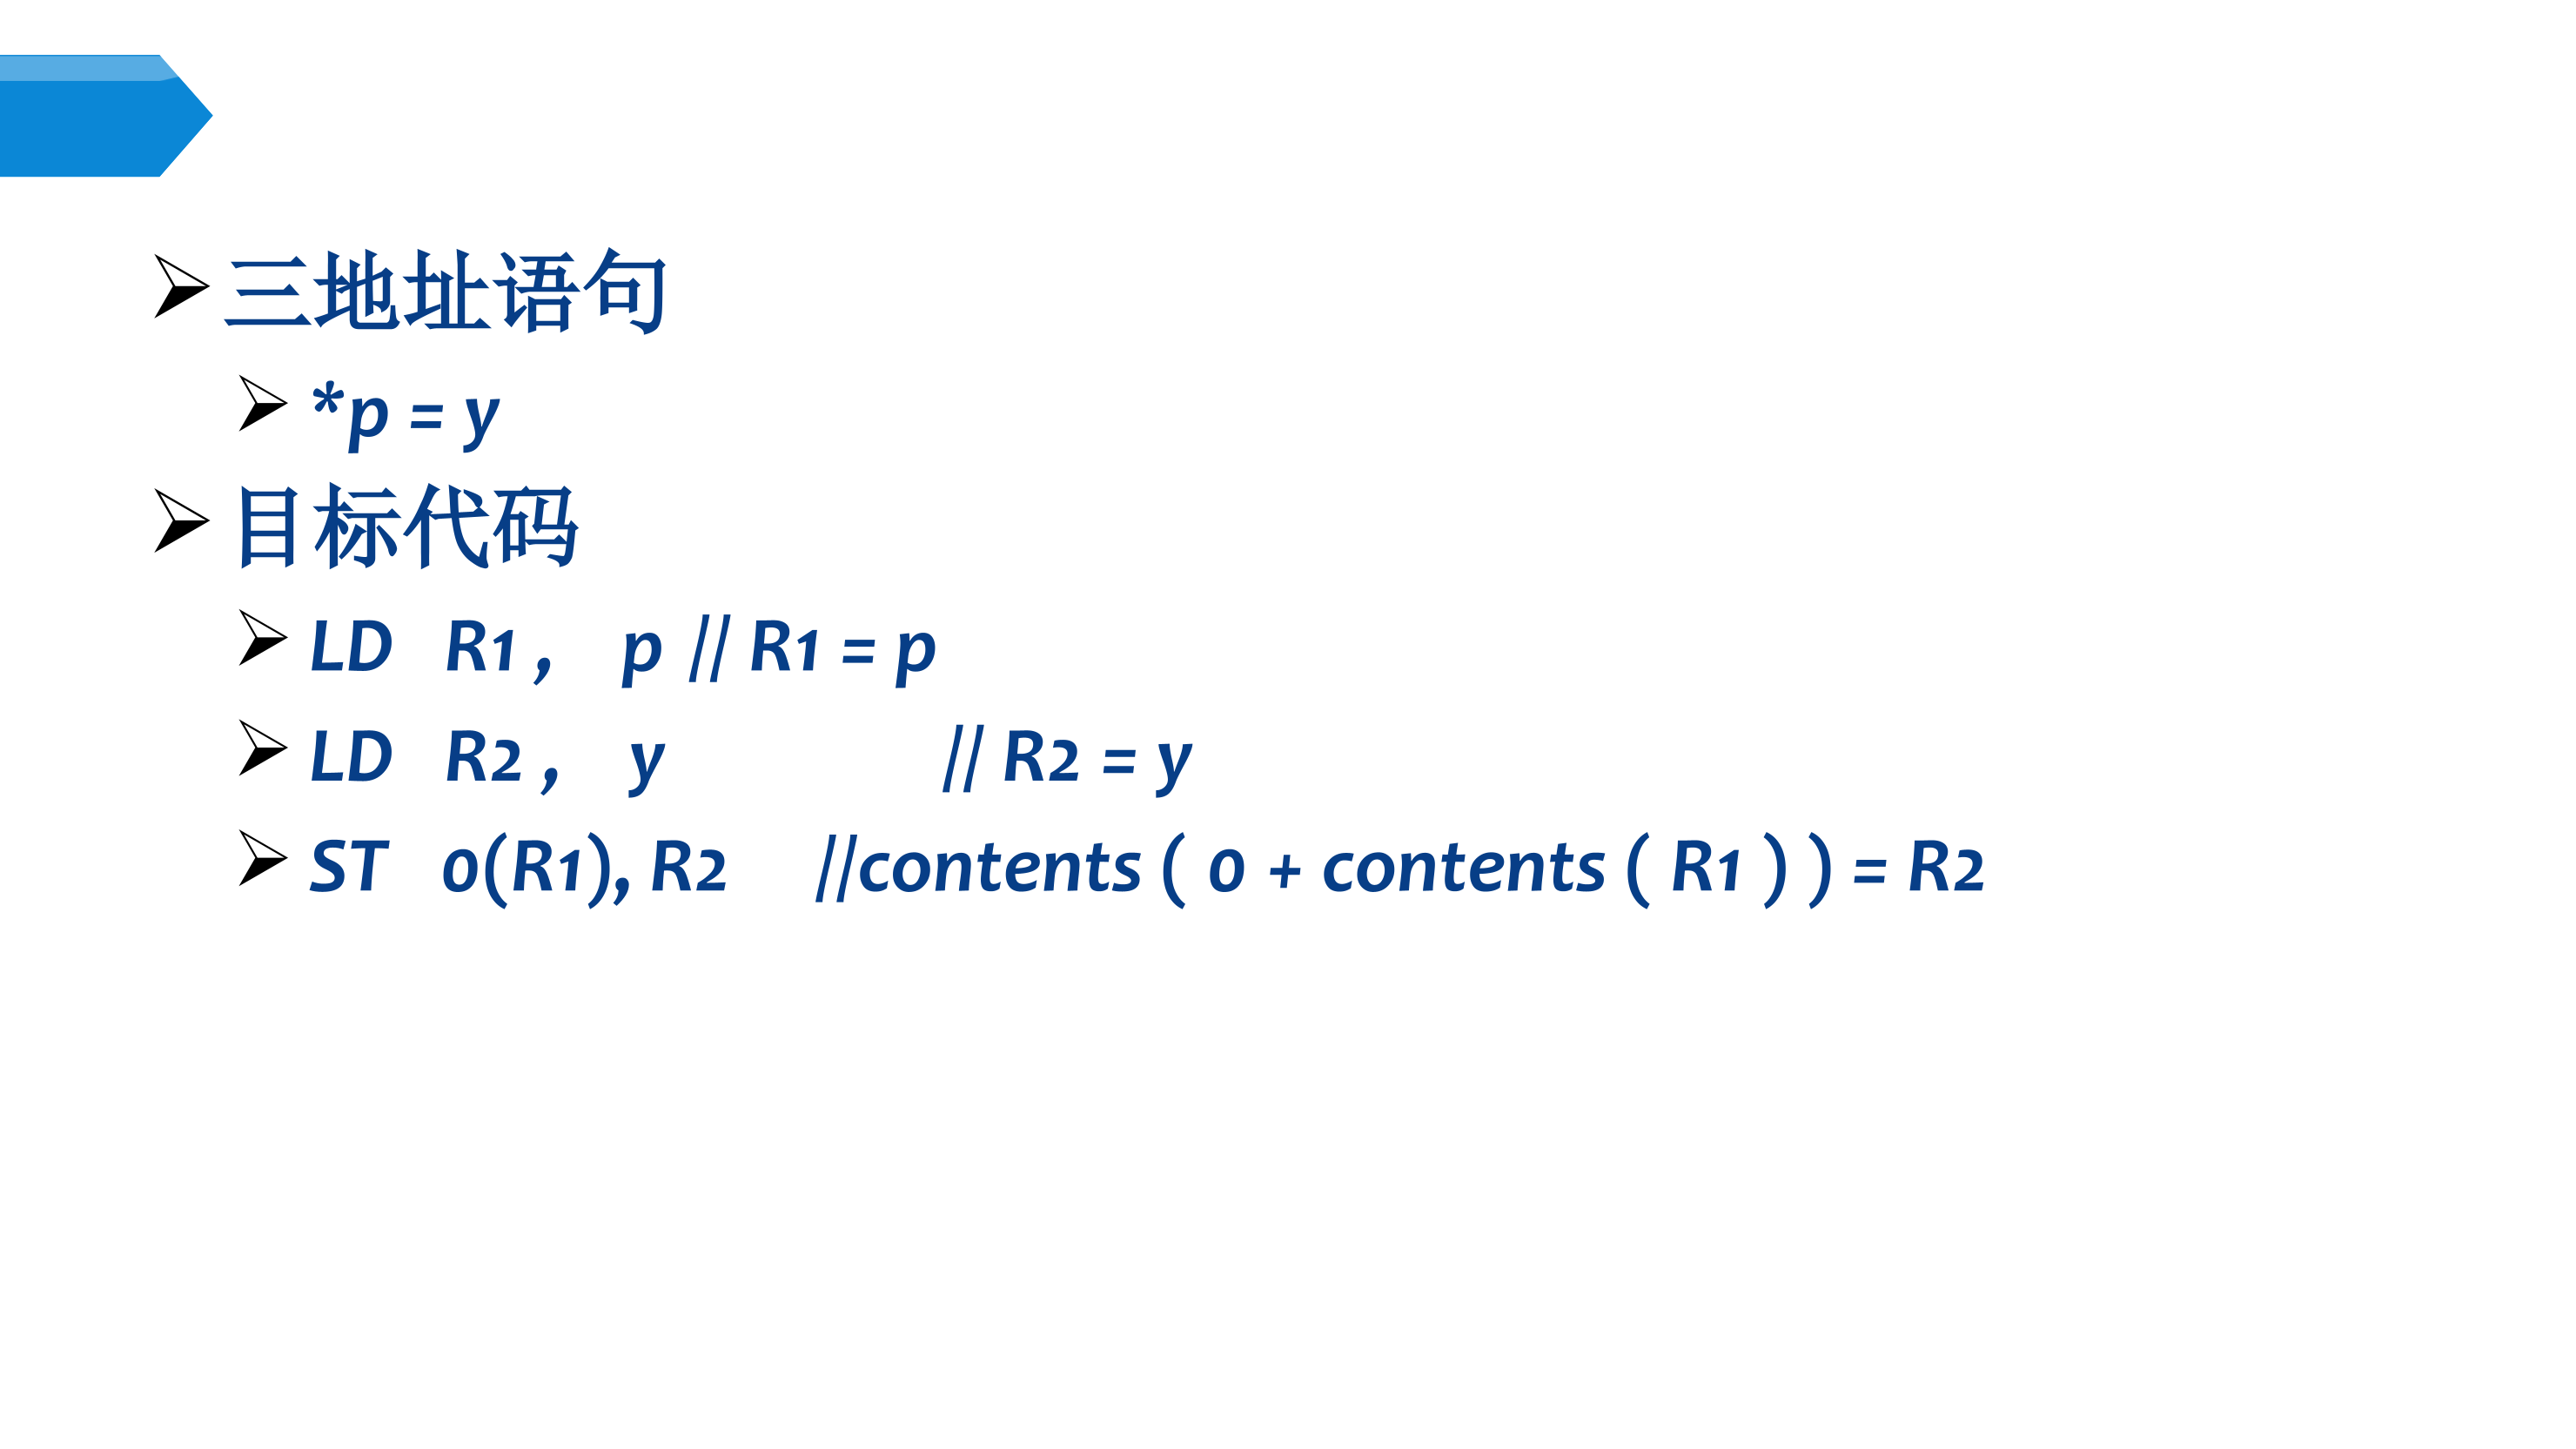 三地址语句
*p = y
目标代码
LD R1 , p // R1 = p
LD R2 , y // R2 = y
ST 0(R1), R2 //contents ( 0 + contents ( R1 ) ) = R2